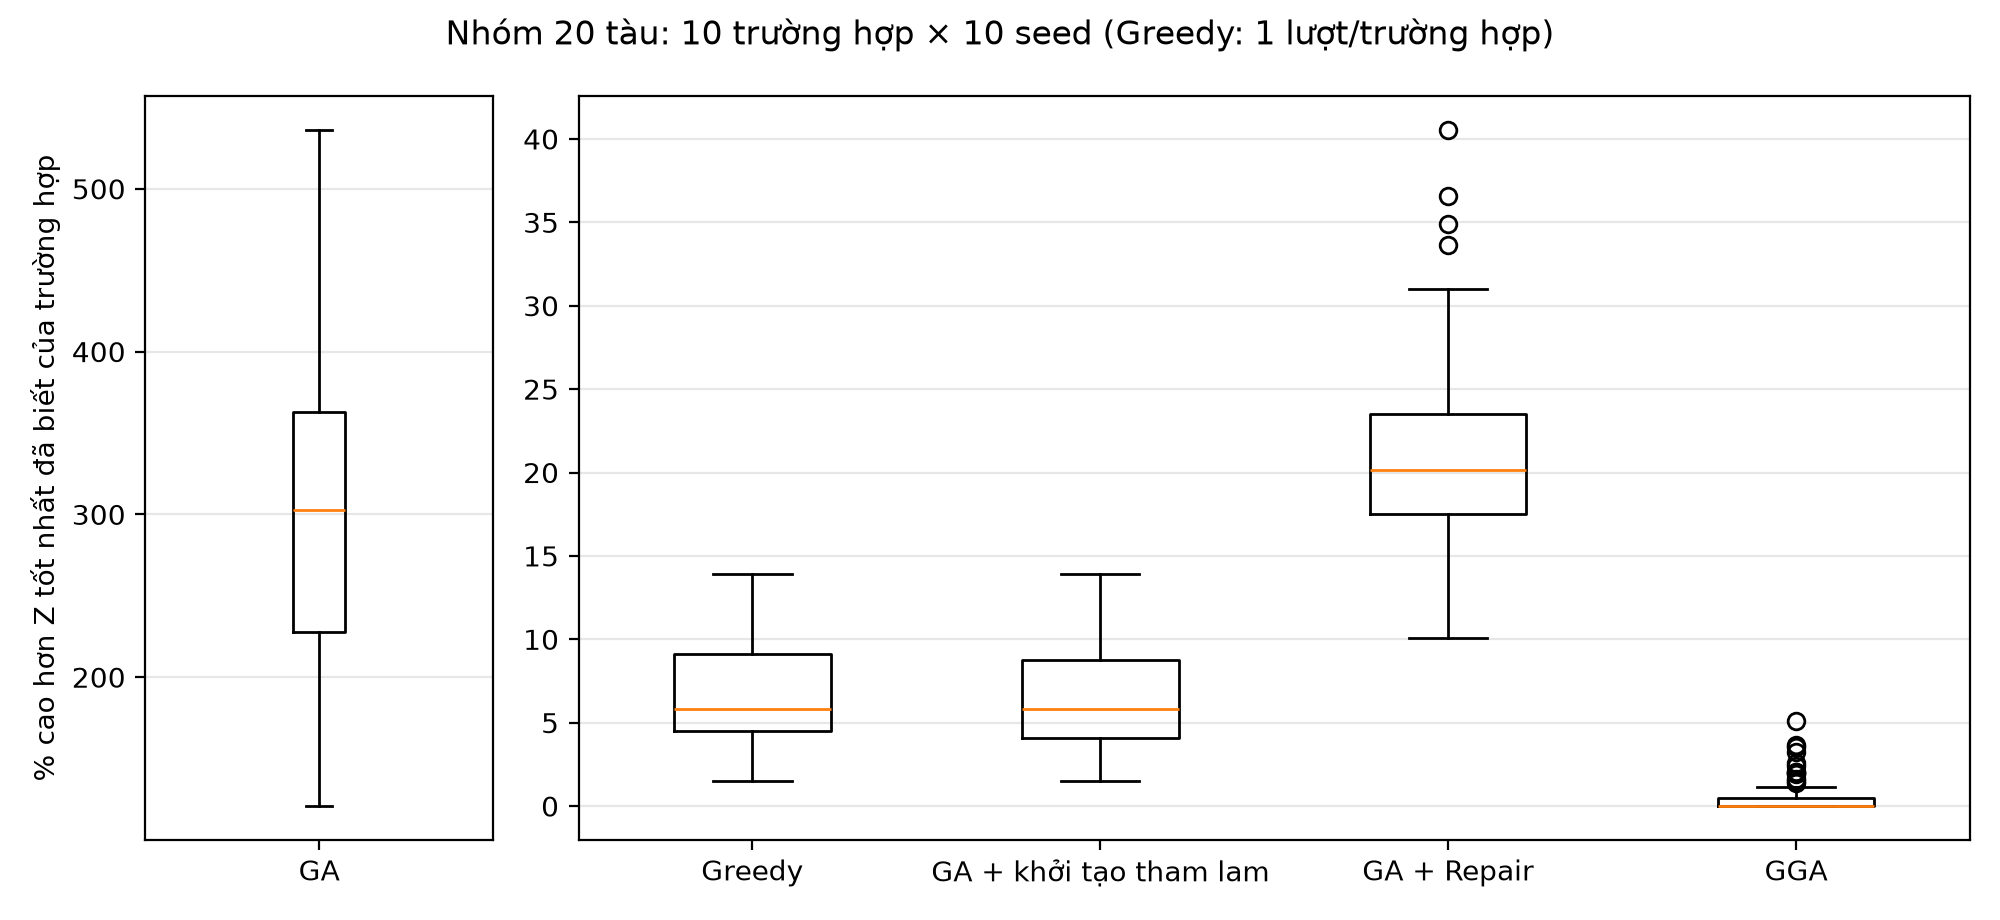 Nhóm 20 tàu: 10 trường hợp × 10 seed (Greedy: 1 lượt/trường hợp)
% cao hơn Z tốt nhất đã biết của trường hợp
500
400
300
200
GA
40
35
30
25
20
15
10
5
0
Greedy
GA + khởi tạo tham lam
GA + Repair
GGA